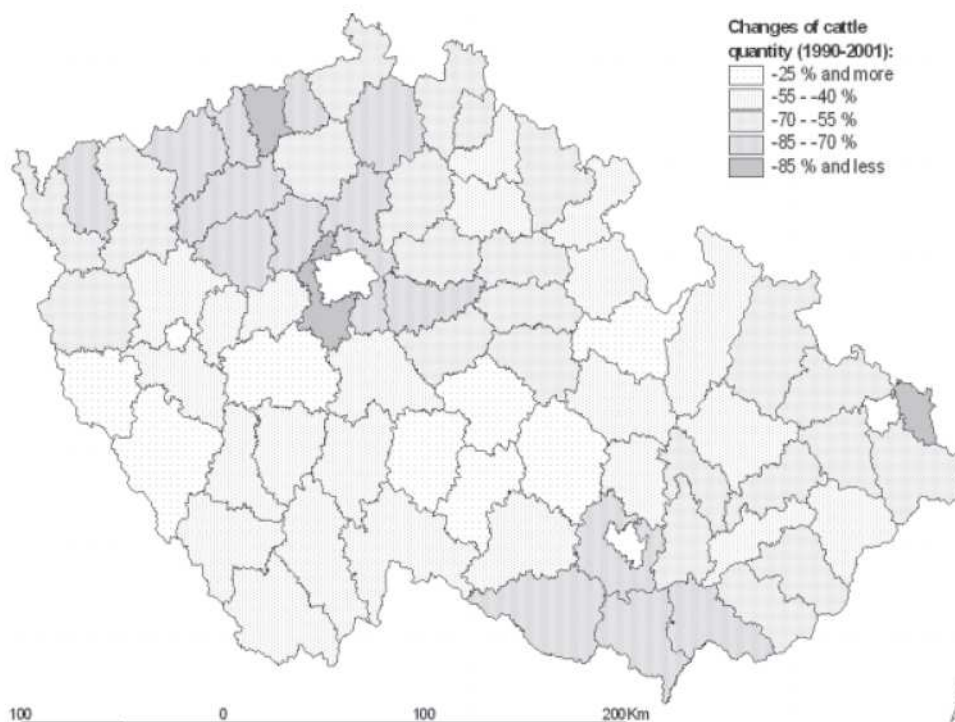 Changes of cattle
quantity (1990-2001):
-25 % and more
-55 - -40 %
-70 - -55 %
-85 - -70 %
-85 % and less
100 0 100 200Km